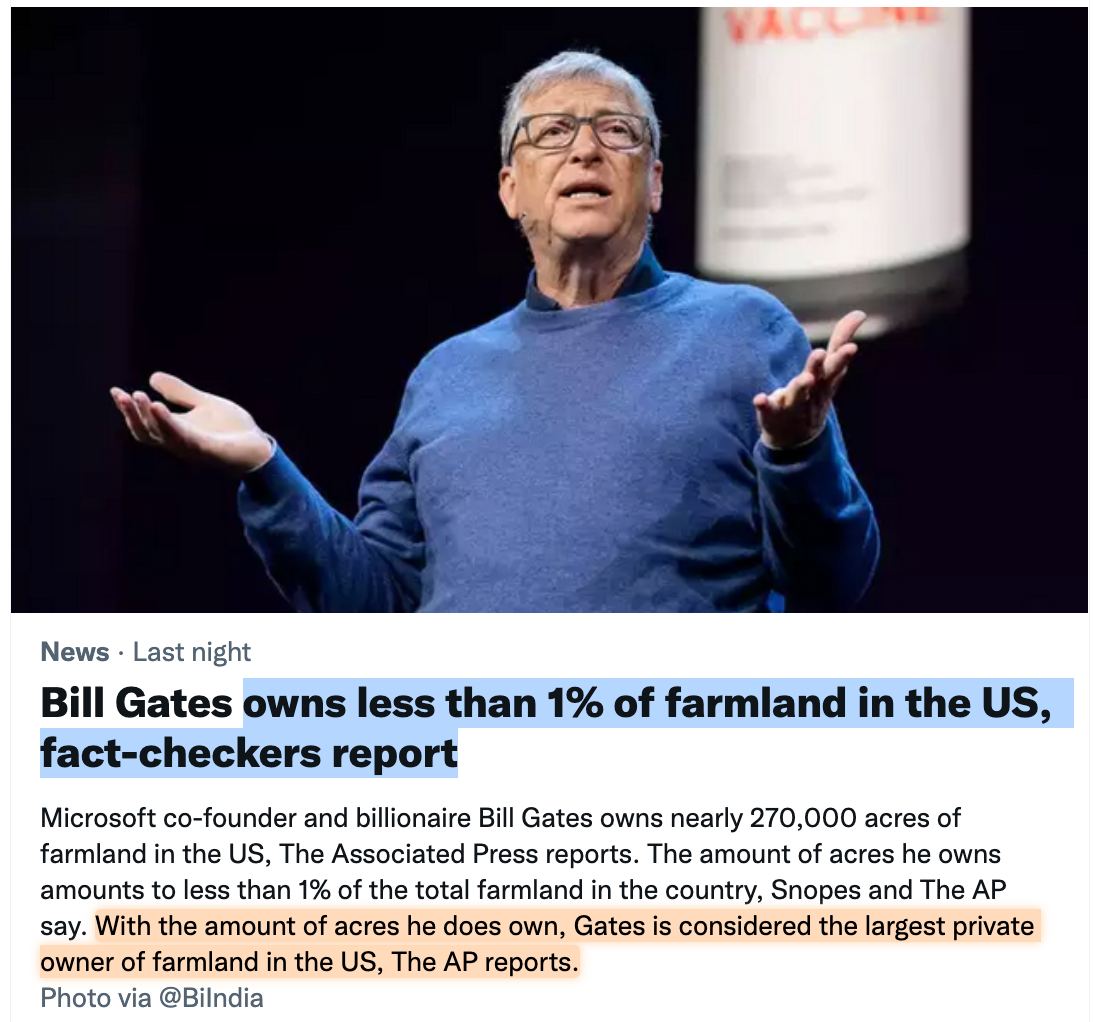 VACCINE
News · Last night
Bill Gates owns less than 1% of farmland in the US,
fact-checkers report
Microsoft co-founder and billionaire Bill Gates owns nearly 270,000 acres of
farmland in the US, The Associated Press reports. The amount of acres he owns
amounts to less than 1% of the total farmland in the country, Snopes and The AP
say. With the amount of acres he does own, Gates is considered the largest private
owner of farmland in the US, The AP reports.
Photo via @BiIndia